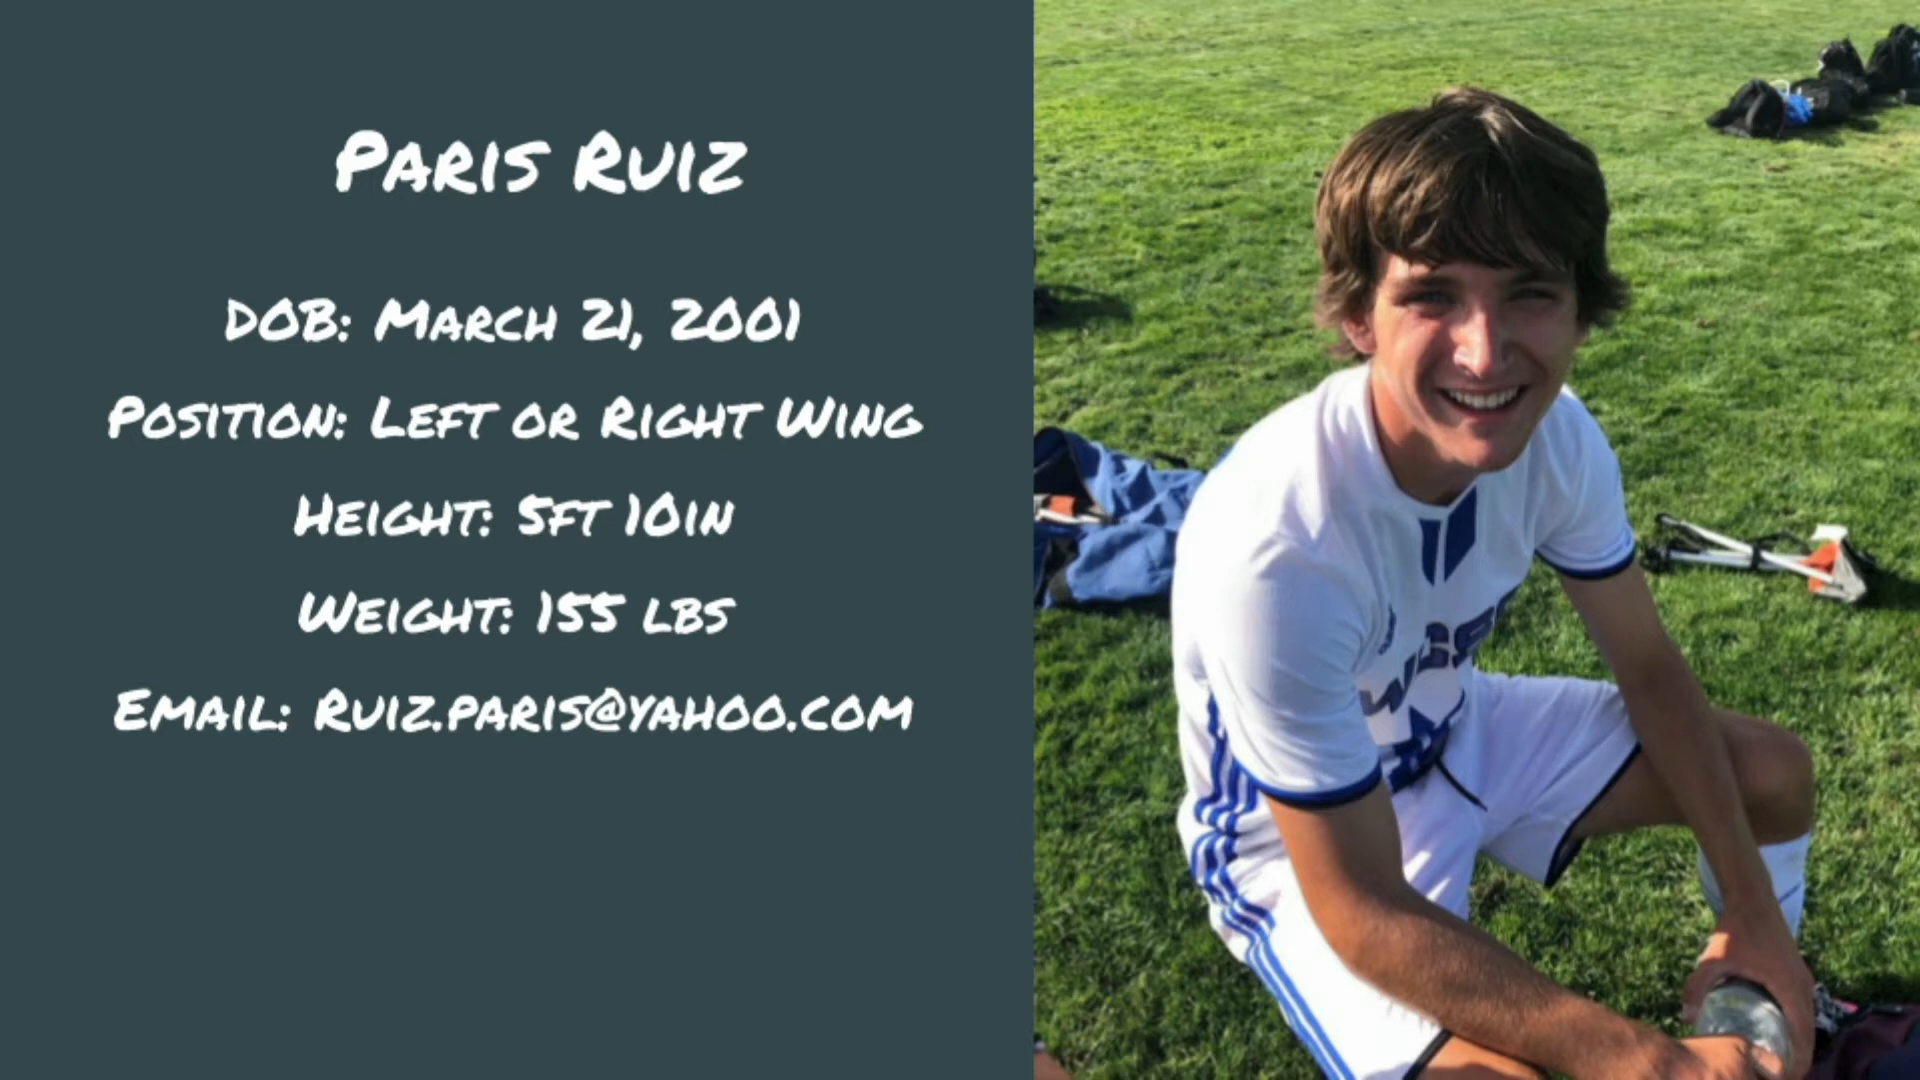 Paris Ruiz
DOB: March 21, 2001
Position: Left or Right Wing
Height: 5ft 10in
Weight: 155 lbs
Email: Ruiz.paris@yahoo.com